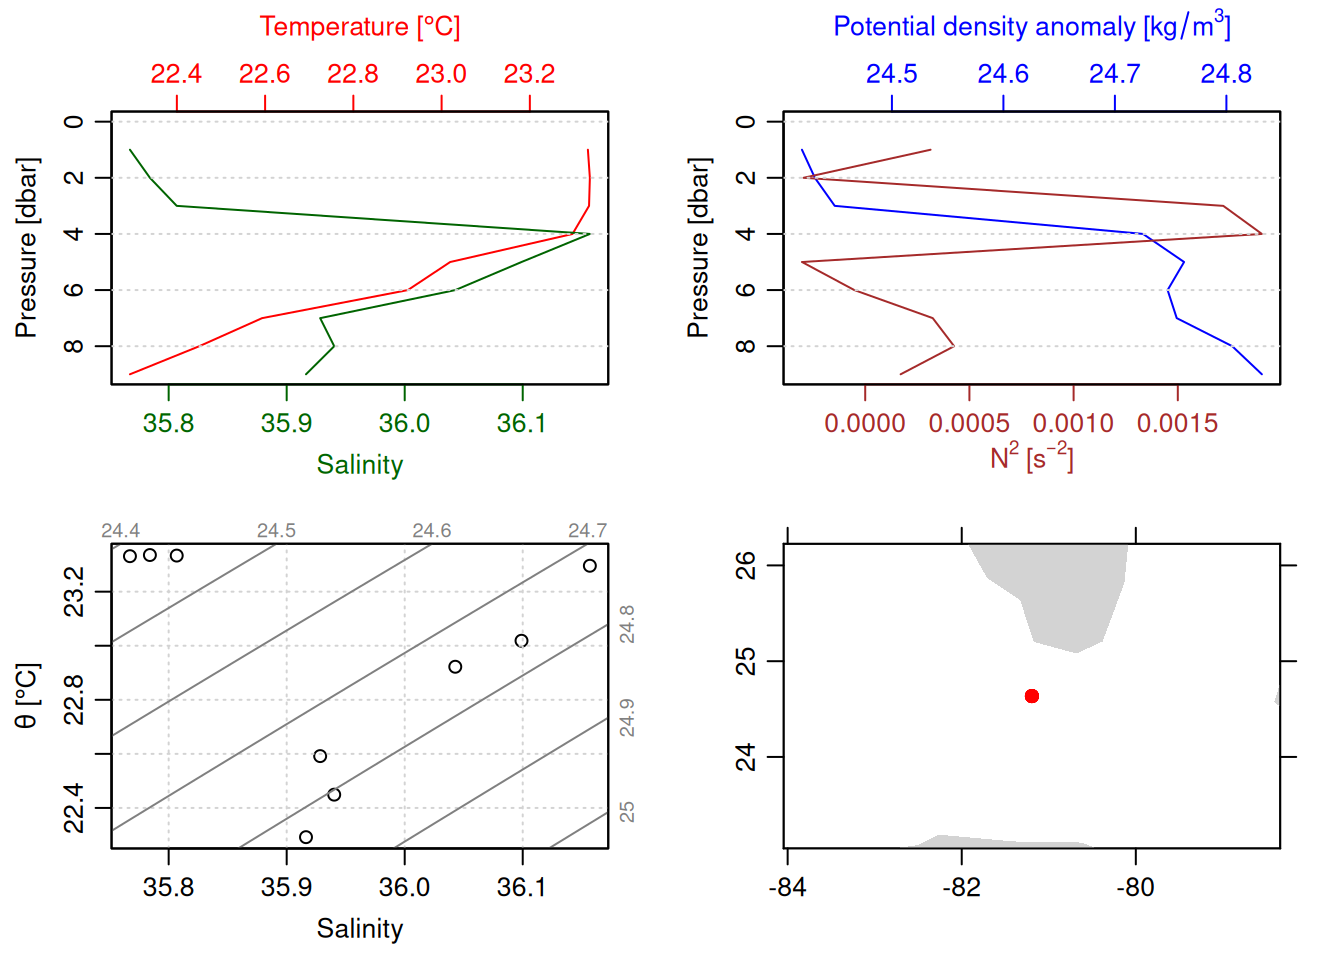 Temperature [°C]
22.4 22.6 22.8 23.0 23.2
0
2
4
6
8
Pressure [dbar]
35.8 35.9 36.0 36.1
Salinity
Potential density anomaly [kg/m³]
24.5 24.6 24.7 24.8
0
2
4
6
8
Pressure [dbar]
0.0000 0.0005 0.0010 0.0015
N² [s⁻²]
24.4 24.5 24.6 24.7
24.8
24.9
25
23.2
22.8
22.4
θ [°C]
35.8 35.9 36.0 36.1
Salinity
26
25
24
-84 -82 -80